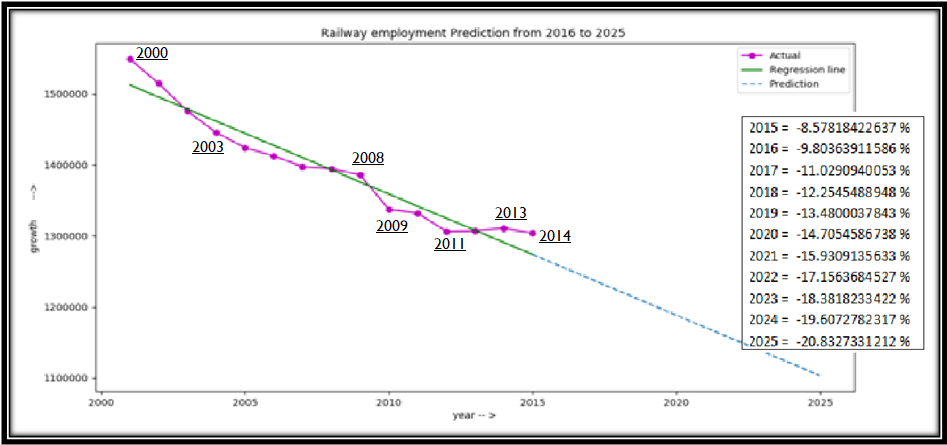 Railway employment Prediction from 2016 to 2025
2000
Actual
Regression line
Prediction
1500000
2003
1400000
2008
2009
1300000
2011
2013
2014
1200000
1100000
growth -->
2000 2005 2010 2015 2020 2025
year -- >
2015 = -8.57818422637 %
2016 = -9.80363911586 %
2017 = -11.0290940053 %
2018 = -12.2545488948 %
2019 = -13.4800037843 %
2020 = -14.7054586738 %
2021 = -15.9309135633 %
2022 = -17.1563684527 %
2023 = -18.3818233422 %
2024 = -19.6072782317 %
2025 = -20.8327331212 %